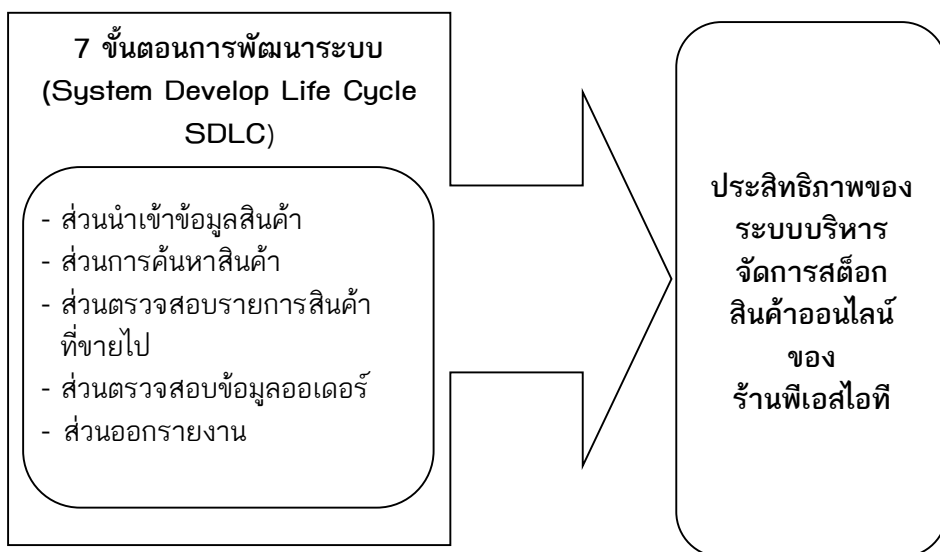 7 ขั้นตอนการพัฒนาระบบ
(System Develop Life Cycle
SDLC)
- ส่วนนำเข้าข้อมูลสินค้า
- ส่วนการค้นหาสินค้า
- ส่วนตรวจสอบรายการสินค้า
ที่ขายไป
- ส่วนตรวจสอบข้อมูลออเดอร์
- ส่วนออกรายงาน
ประสิทธิภาพของ
ระบบบริหาร
จัดการสต็อก
สินค้าออนไลน์
ของ
ร้านพีเอสไอที